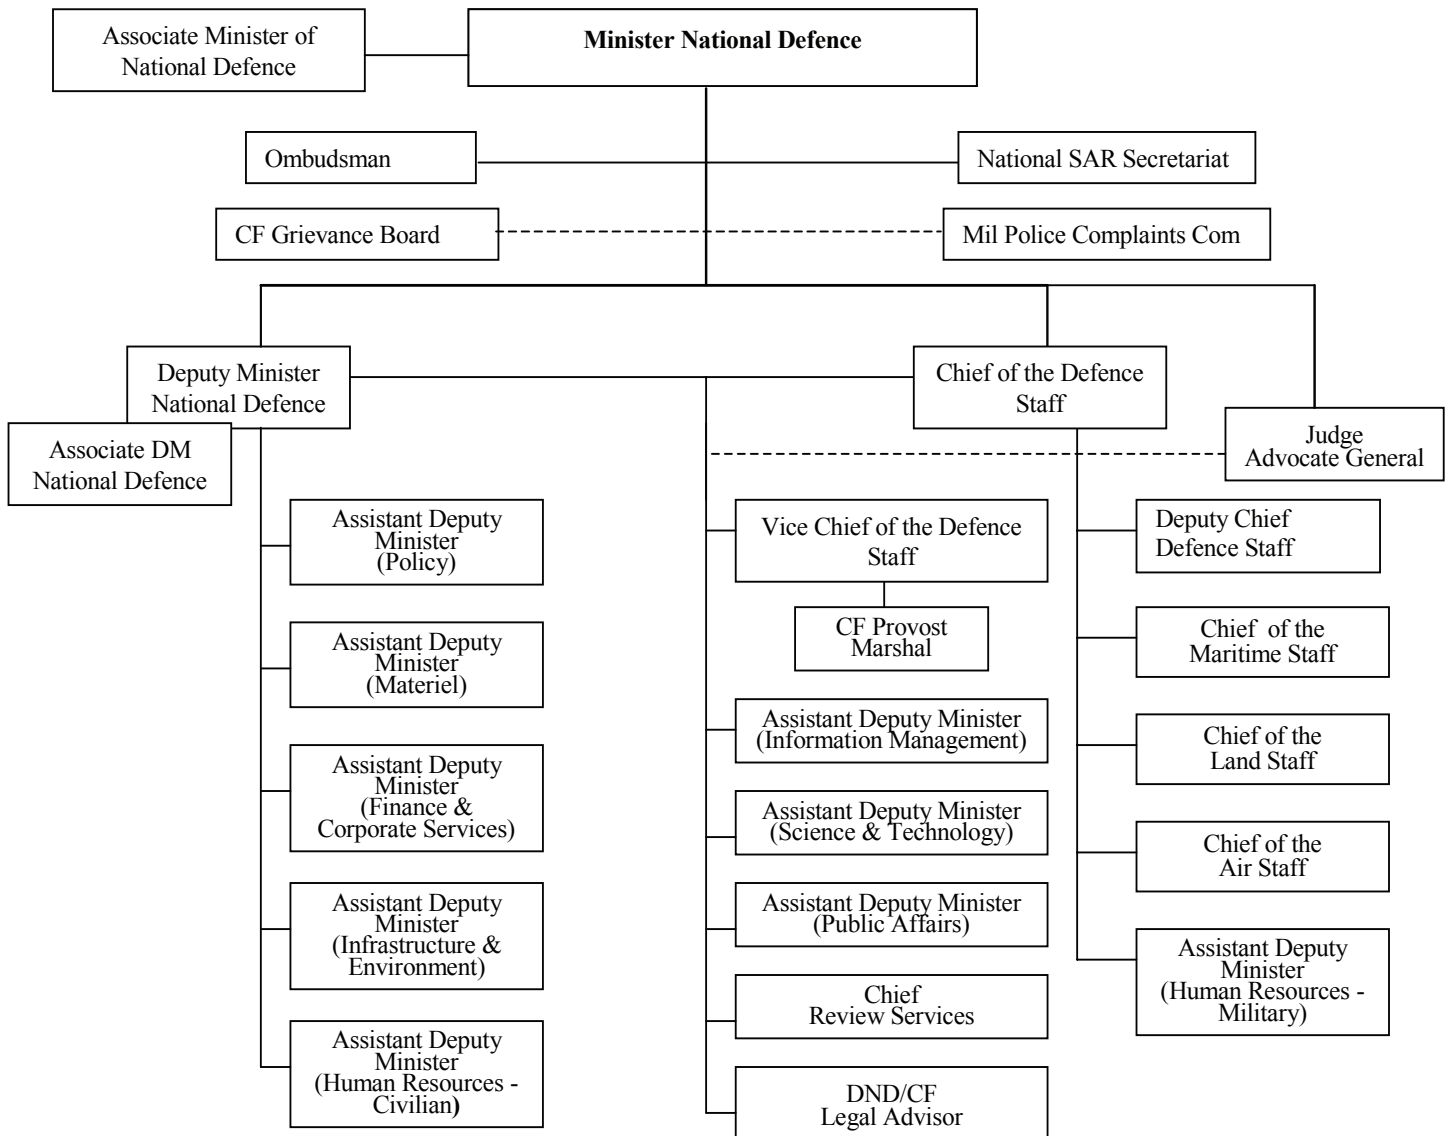 Associate Minister of
National Defence
Minister National Defence
Ombudsman
National SAR Secretariat
CF Grievance Board
Mil Police Complaints Com
Deputy Minister
National Defence
Chief of the Defence
Staff
Associate DM
National Defence
Judge
Advocate General
Assistant Deputy
Minister
(Policy)
Assistant Deputy
Minister
(Materiel)
Assistant Deputy
Minister
(Finance &
Corporate Services)
Assistant Deputy
Minister
(Infrastructure &
Environment)
Assistant Deputy
Minister
(Human Resources -
Civilian)
Vice Chief of the Defence
Staff
CF Provost
Marshal
Assistant Deputy Minister
(Information Management)
Assistant Deputy Minister
(Science & Technology)
Assistant Deputy Minister
(Public Affairs)
Chief
Review Services
DND/CF
Legal Advisor
Deputy Chief
Defence Staff
Chief of the
Maritime Staff
Chief of the
Land Staff
Chief of the
Air Staff
Assistant Deputy
Minister
(Human Resources -
Military)